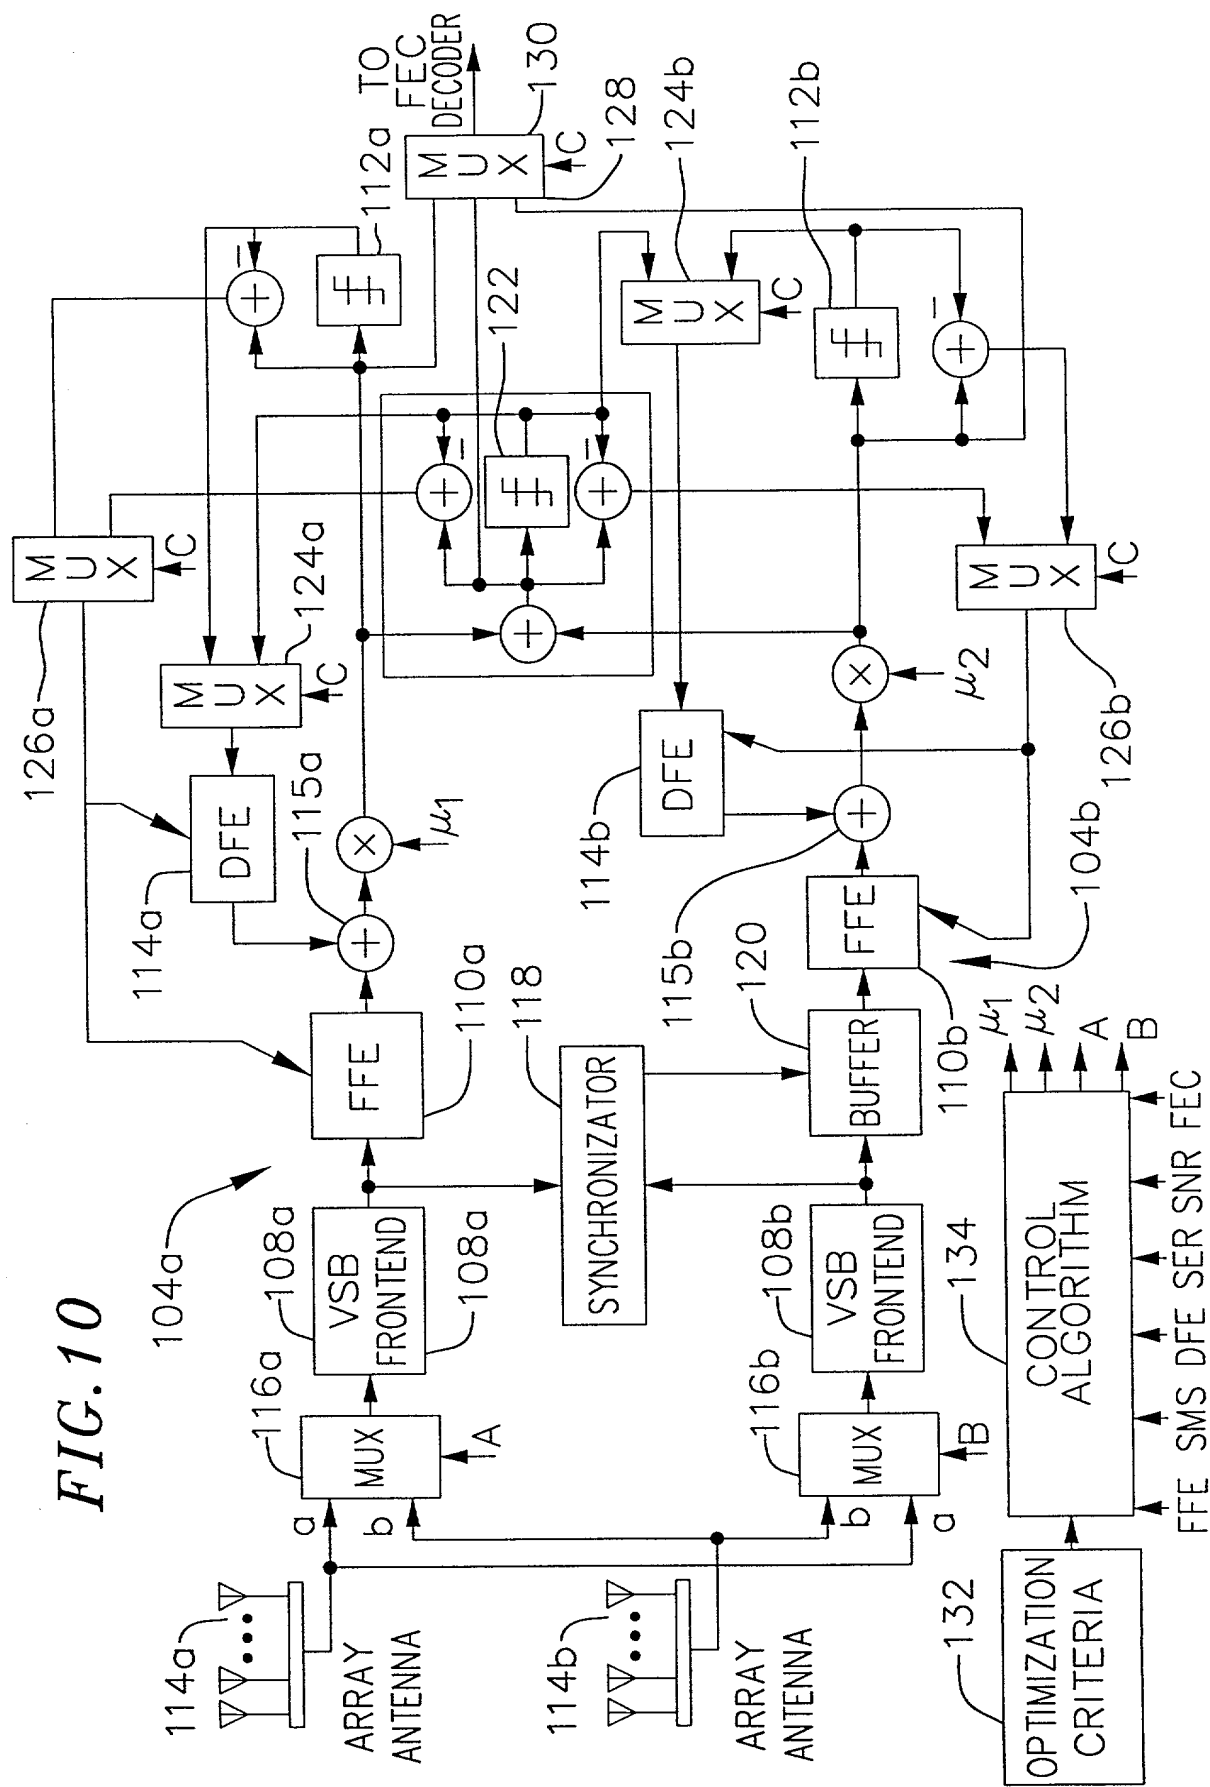 FIG. 10
114a
ARRAY
ANTENNA
114b
ARRAY
ANTENNA
a
b
b
a
116a
MUX
A
116b
MUX
B
108a
VSB
FRONTEND
108a
108b
VSB
FRONTEND
104a
118
SYNCHRONIZATOR
120
BUFFER
FFE
110a
FFE
110b
104b
114a
DFE
115a
μ1
114b
DFE
115b
μ2
126a
MUX
C
124a
MUX
C
122
112a
124b
MUX
C
112b
126b
MUX
C
128
MUX
C
130
TO
FEC
DECODER
132
OPTIMIZATION
CRITERIA
134
CONTROL
ALGORITHM
μ1
μ2
A
B
FFE SMS DFE SER SNR FEC
+
+
+
+
+
+
+
×
×
−
−
−
−